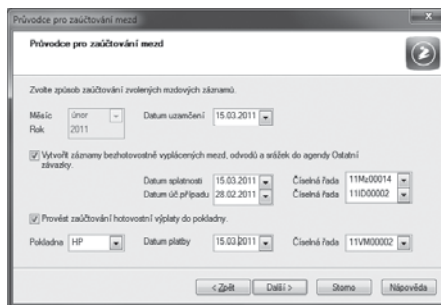 Průvodce pro zaúčtování mezd
Průvodce pro zaúčtování mezd
Zvolte způsob zaúčtování zvolených mzdových záznamů.
Měsíc únor Datum uzamčení 15.03.2011
Rok 2011
Vytvořit záznamy bezhotovostně vyplácených mezd, odvodů a srážek do agendy Ostatní
závazky.
Datum splatnosti 15.03.2011 Číselná řada 11Mz00014
Datum úč.případu 28.02.2011 11ID00002
Provést zaúčtování hotovostní výplaty do pokladny.
Pokladna HP Datum platby 15.03.2011 Číselná řada 11VM00002
< Zpět Další > Storno Nápověda